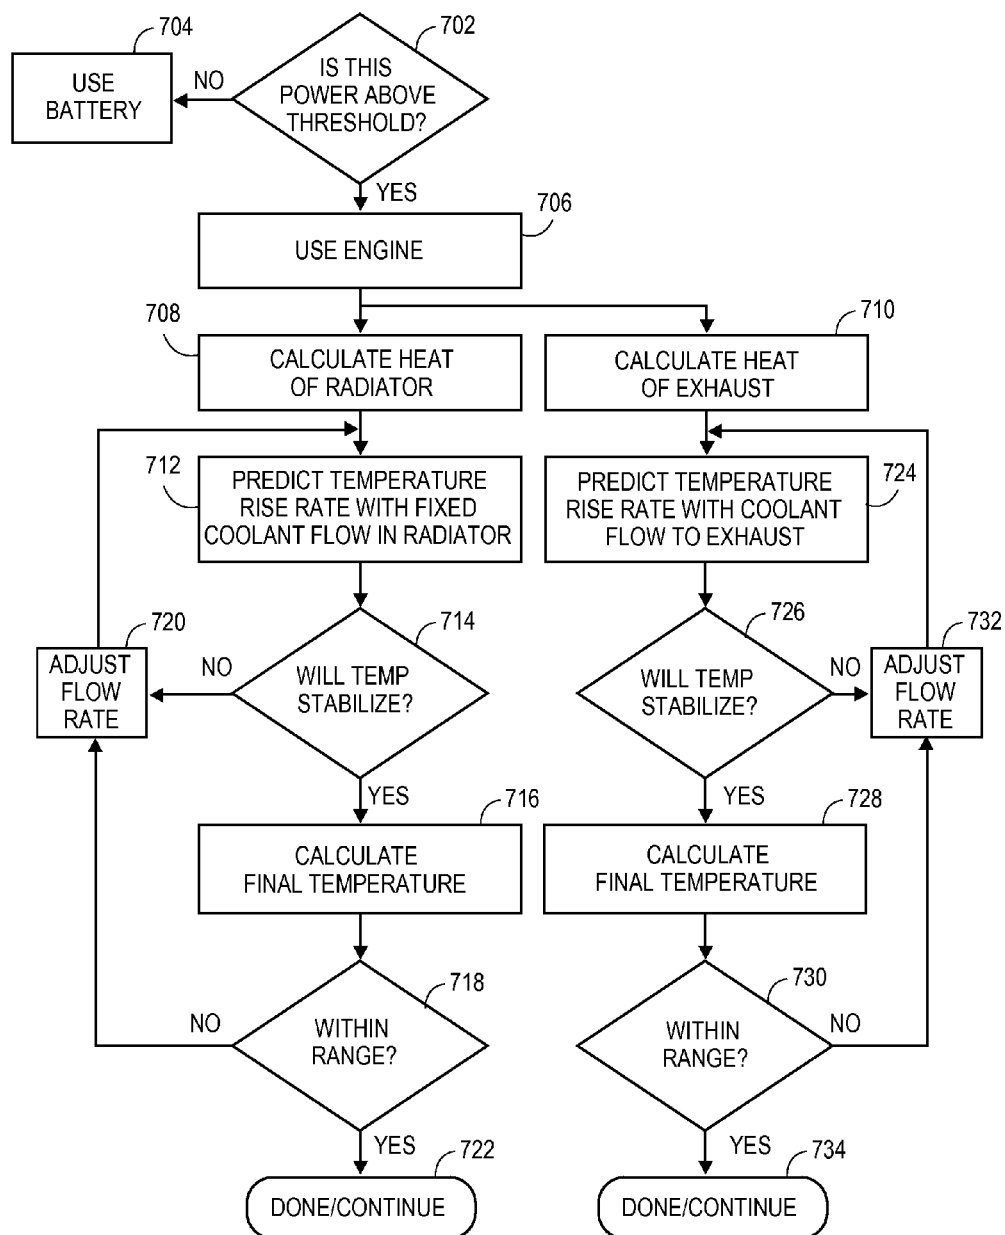 704
702
USE
BATTERY
NO
IS THIS
POWER ABOVE
THRESHOLD?
YES
706
USE ENGINE
708
710
CALCULATE HEAT
OF RADIATOR
CALCULATE HEAT
OF EXHAUST
712
PREDICT TEMPERATURE
RISE RATE WITH FIXED
COOLANT FLOW IN RADIATOR
PREDICT TEMPERATURE
RISE RATE WITH COOLANT
FLOW TO EXHAUST
724
720
ADJUST
FLOW
RATE
NO
714
WILL TEMP
STABILIZE?
726
WILL TEMP
STABILIZE?
NO
732
ADJUST
FLOW
RATE
YES
716
YES
728
CALCULATE
FINAL TEMPERATURE
CALCULATE
FINAL TEMPERATURE
NO
718
WITHIN
RANGE?
730
WITHIN
RANGE?
NO
YES
722
YES
734
DONE/CONTINUE
DONE/CONTINUE